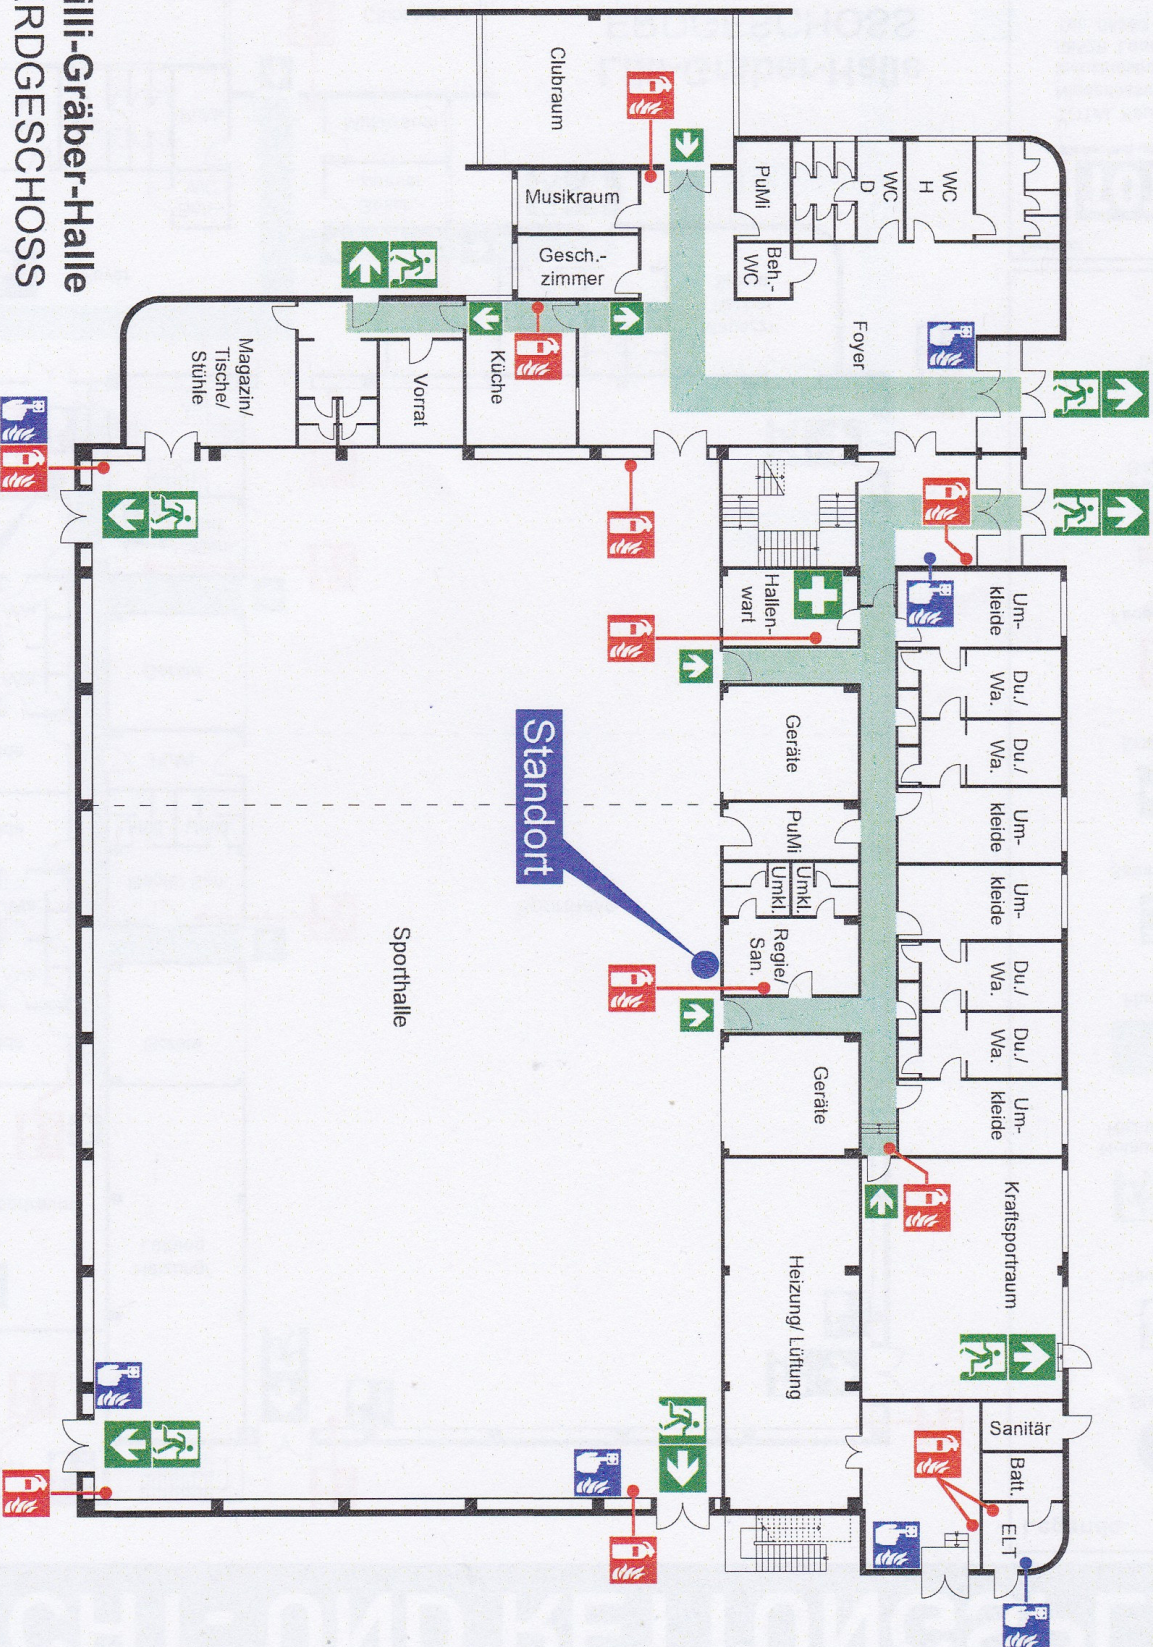 illi-Gräber-Halle
RDGESCHOSS
Clubraum
Musikraum
Gesch.-
zimmer
PuMi
WC
D
WC
H
Beh.-
WC
Foyer
Küche
Vorrat
Magazin/
Tische/
Stühle
Hallen-
wart
Um-
kleide
Du./
Wa.
Du./
Wa.
Um-
kleide
Um-
kleide
Du./
Wa.
Du./
Wa.
Um-
kleide
Geräte
PuMi
Umkl.
Umkl.
Regie/
San.
Standort
Sporthalle
Geräte
Kraftsportraum
Heizung/ Lüftung
Sanitär
Batt.
ELT